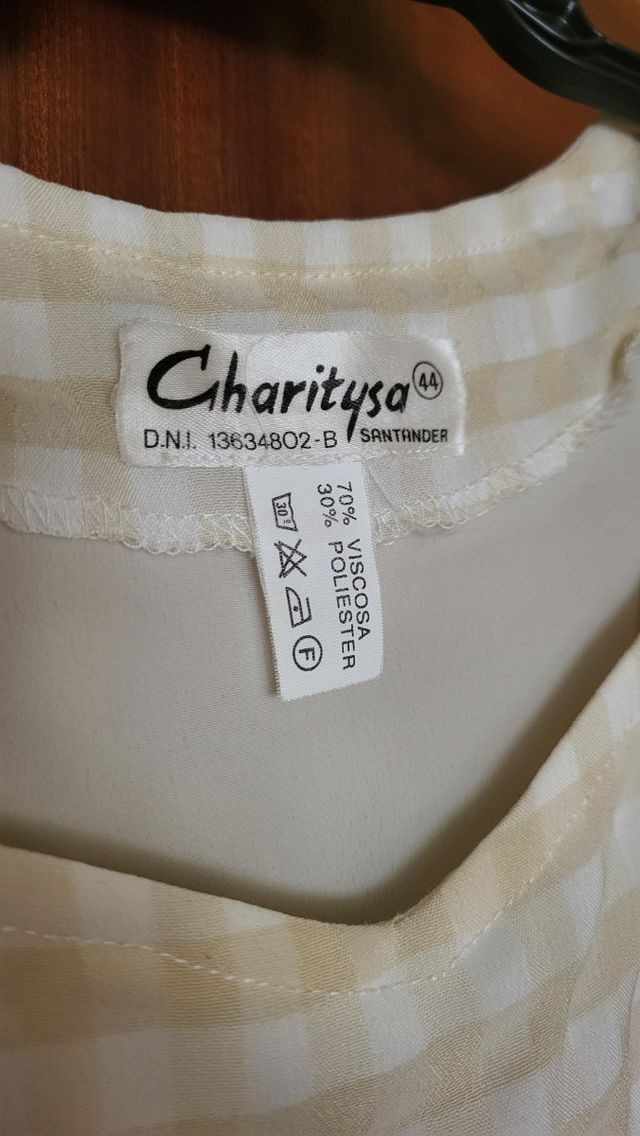 Charitysa 44
D.N.I. 13634802-B SANTANDER
70% VISCOSA
30% POLIESTER
30° F